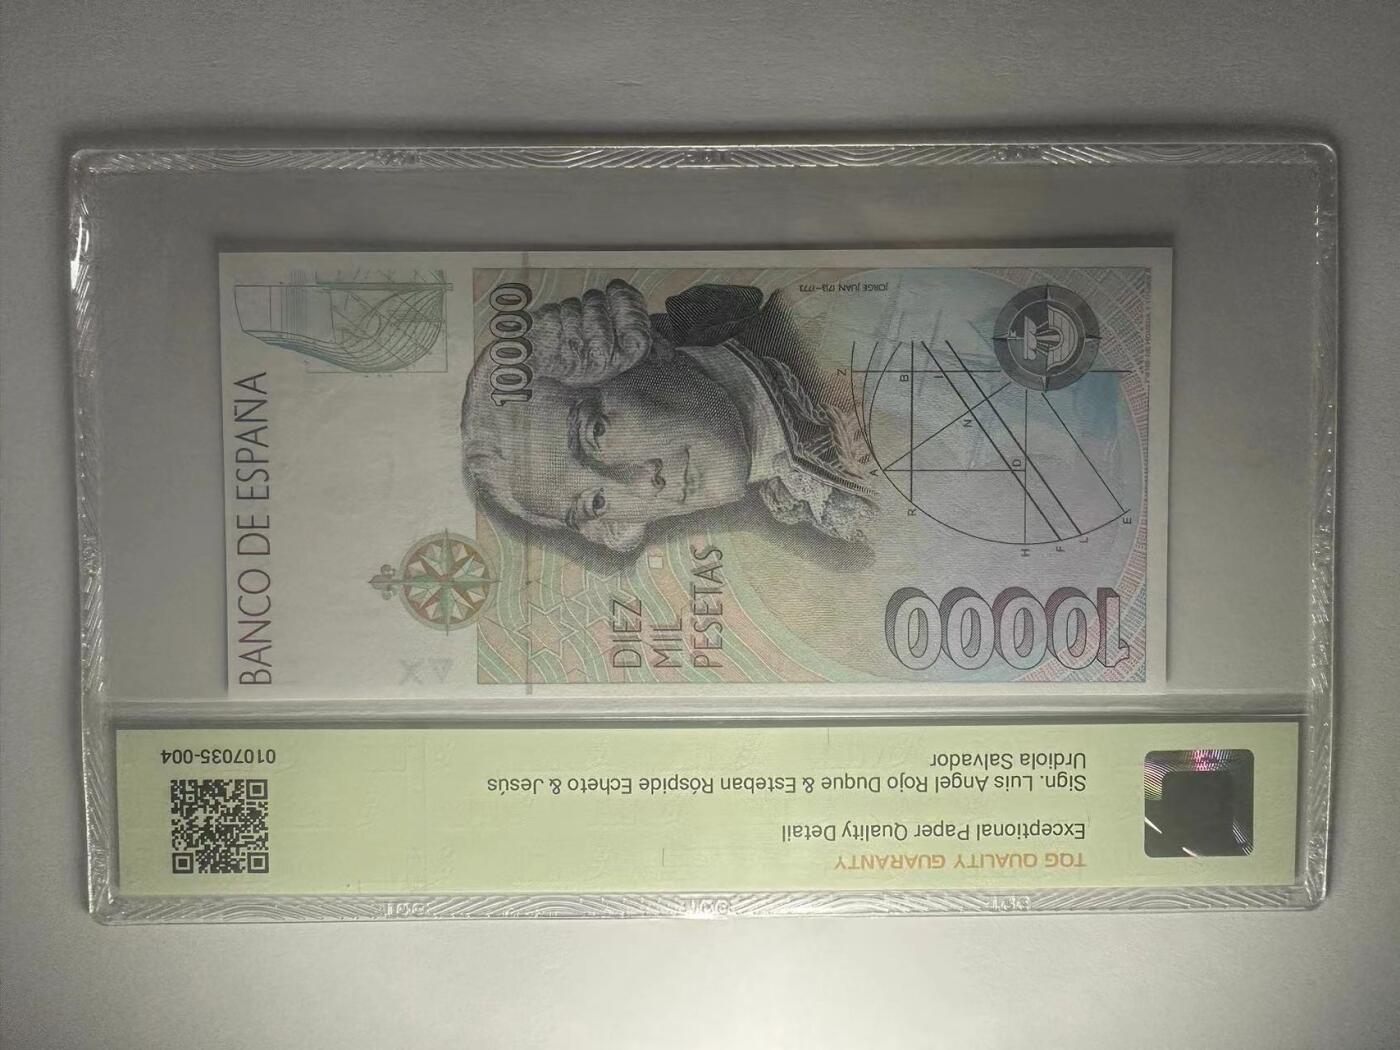 BANCO DE ESPAÑA
10000
JORGE JUAN 1713-1773
DIEZ
MIL
PESETAS
10000
Z
B
I
N
A
D
R
H
F
L
E
TQG QUALITY GUARANTY
Exceptional Paper Quality Detail
Sign. Luis Angel Rojo Duque & Esteban Róspide Echeto & Jesús
Urdiola Salvador
0107035-004